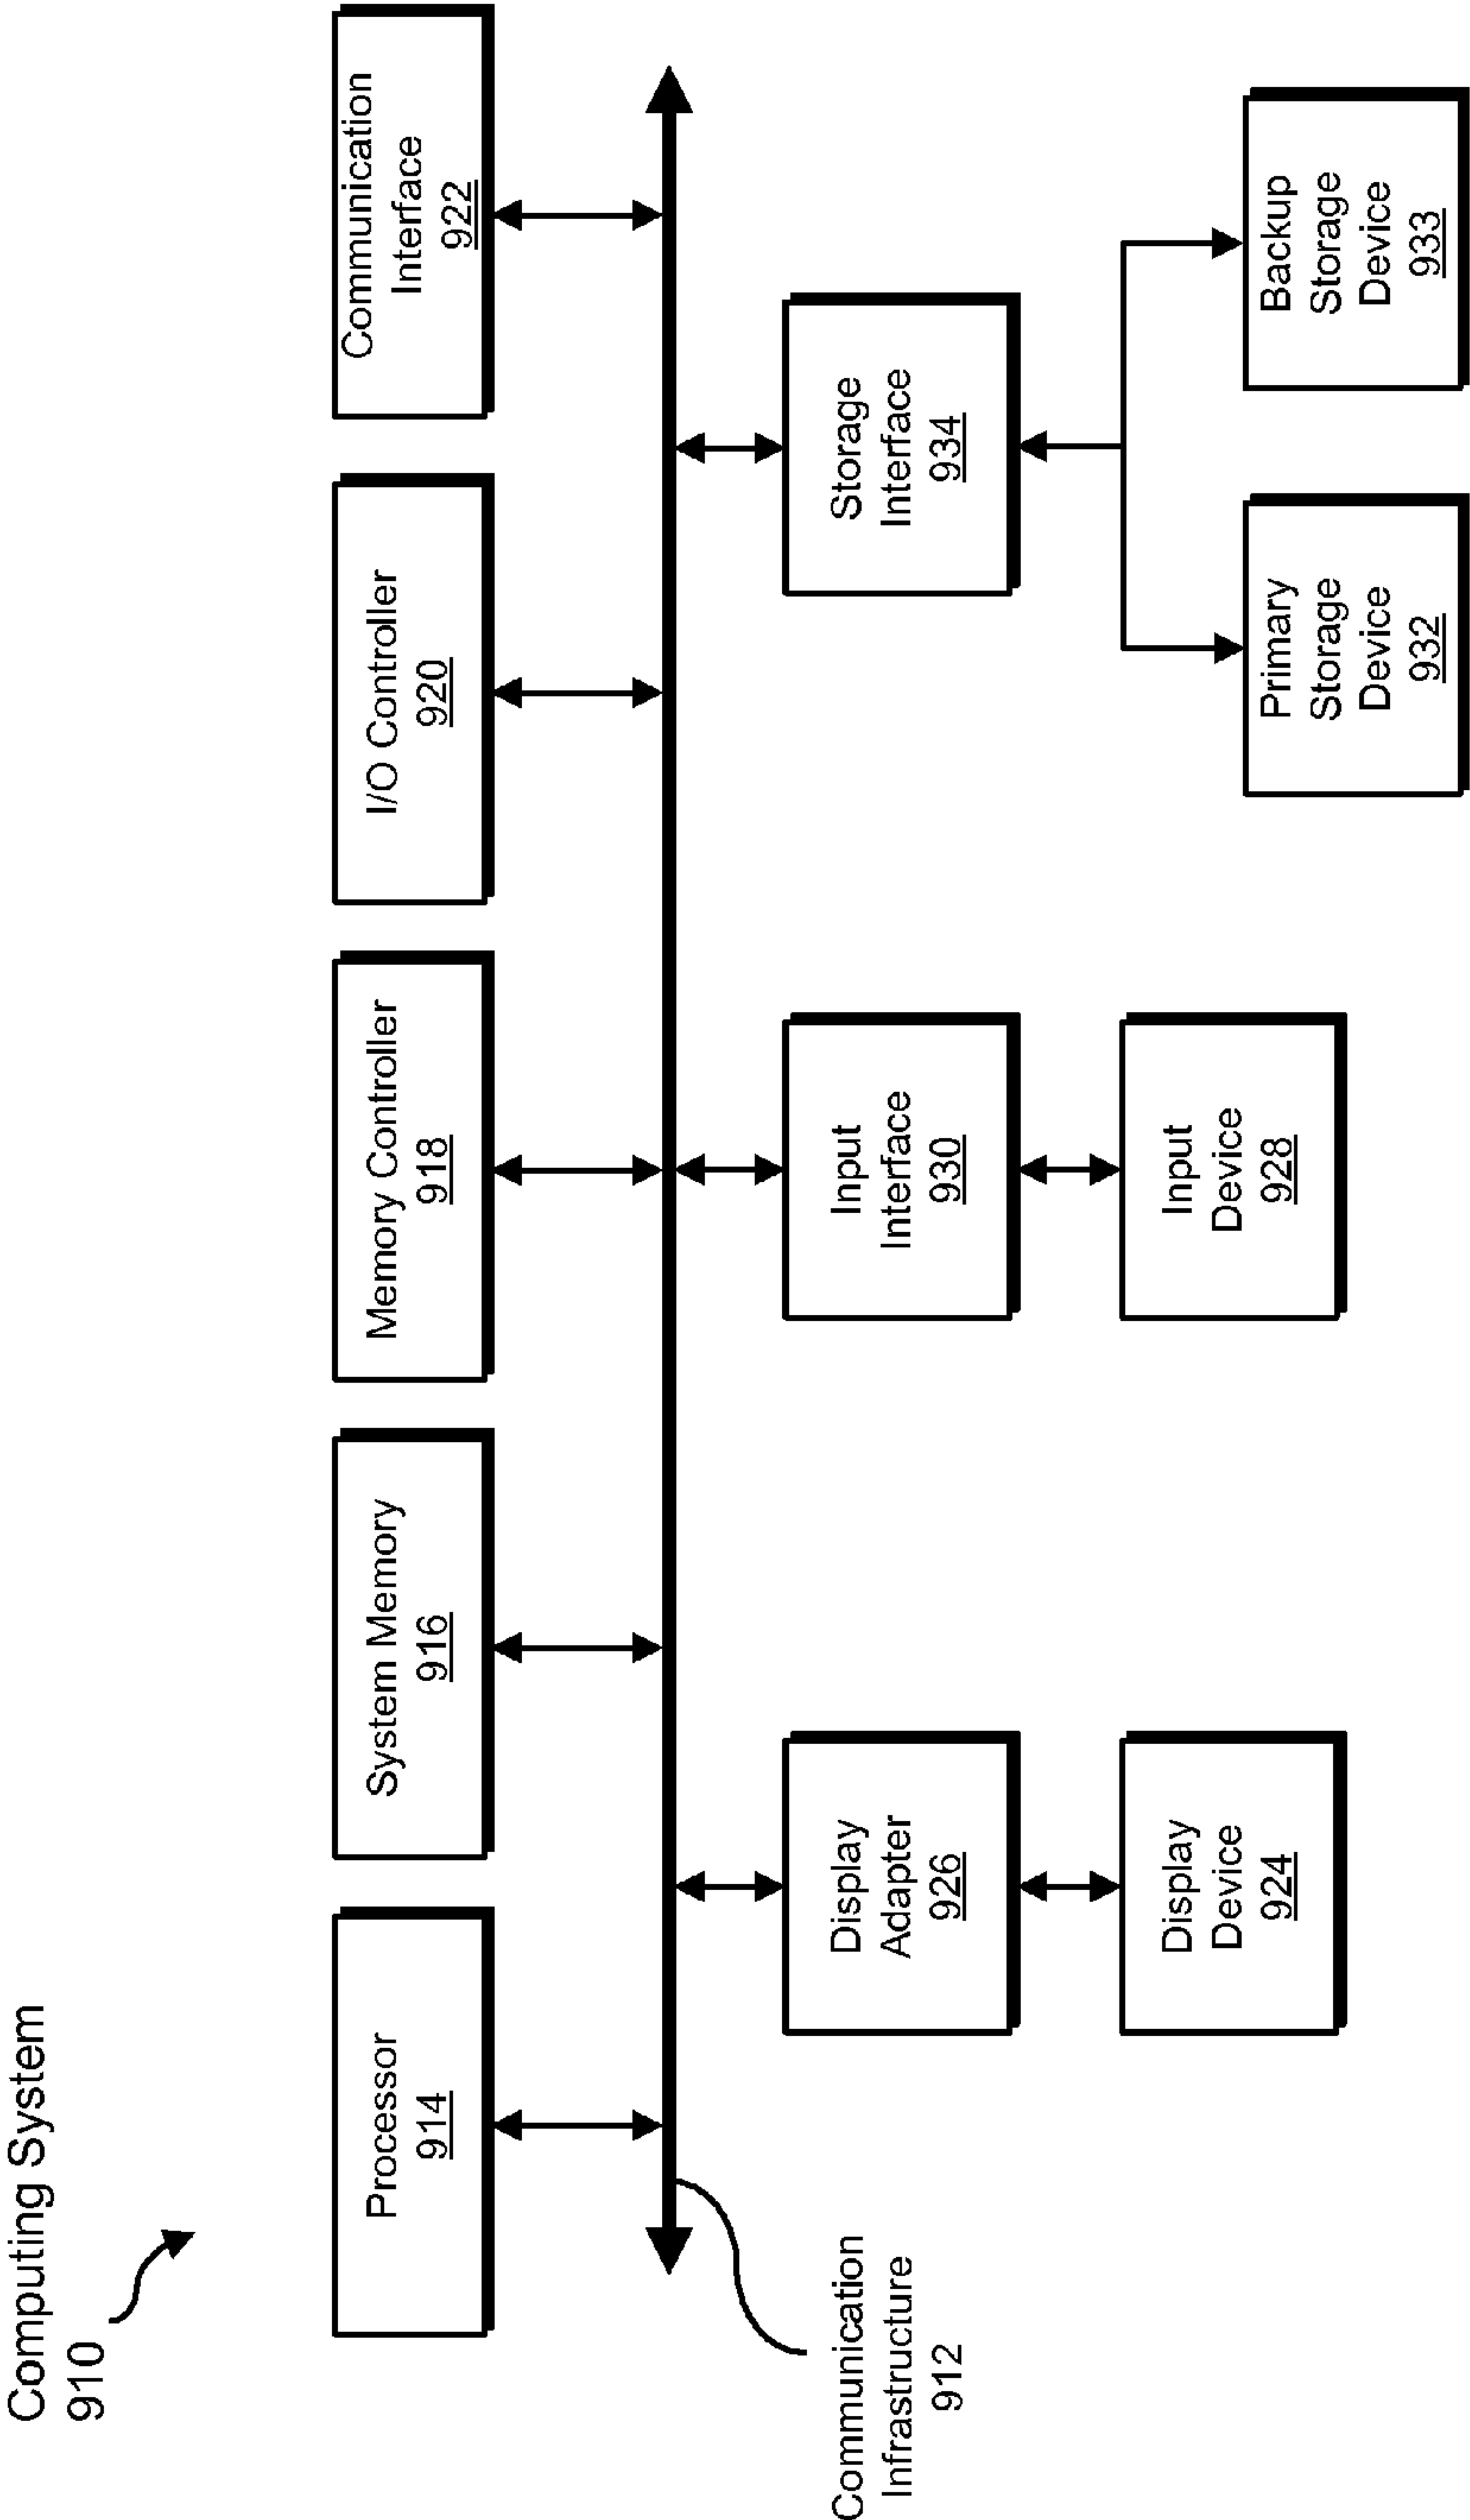 Computing System
910
Processor
914
System Memory
916
Memory Controller
918
I/O Controller
920
Communication
Interface
922
Communication
Infrastructure
912
Display
Adapter
926
Input
Interface
930
Storage
Interface
934
Display
Device
924
Input
Device
928
Primary
Storage
Device
932
Backup
Storage
Device
933